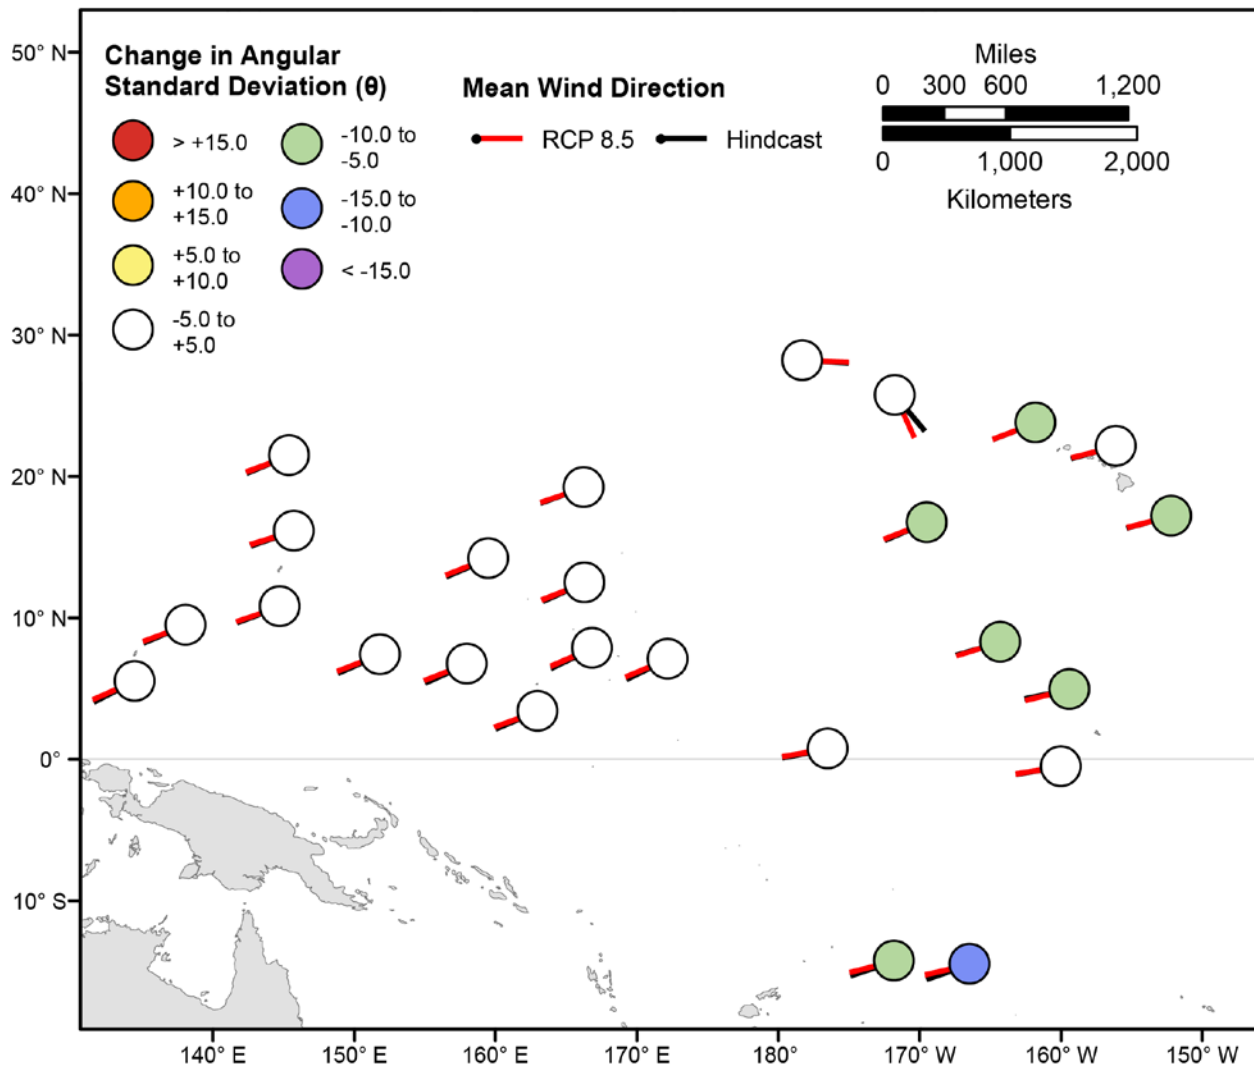 Change in Angular
Standard Deviation (θ)
> +15.0
+10.0 to
+15.0
+5.0 to
+10.0
-5.0 to
+5.0
-10.0 to
-5.0
-15.0 to
-10.0
< -15.0
Mean Wind Direction
RCP 8.5
Hindcast
Miles
0 300 600 1,200
0 1,000 2,000
Kilometers
50° N
40° N
30° N
20° N
10° N
0°
10° S
140° E 150° E 160° E 170° E 180° 170° W 160° W 150° W